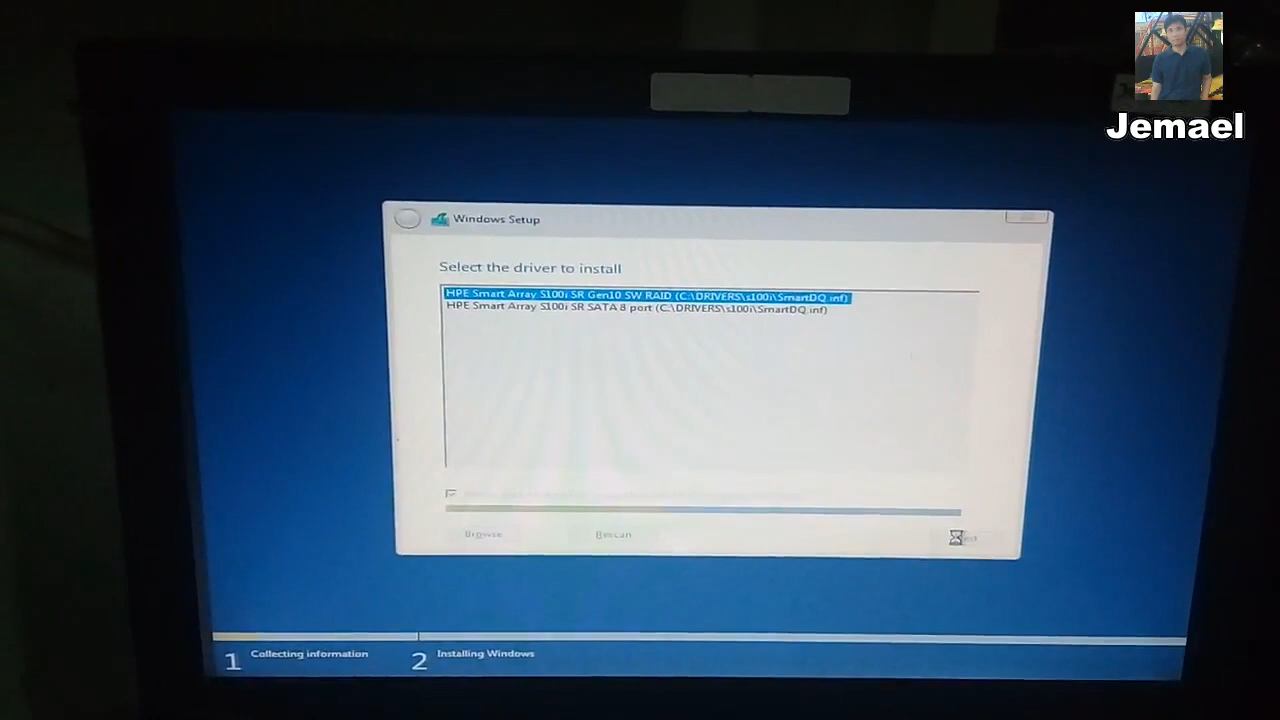 Jemael
Windows Setup
Select the driver to install
HPE Smart Array S100i SR Gen10 SW RAID (C:\DRIVERS\s100i\SmartDQ.inf)
HPE Smart Array S100i SR SATA 8 port (C:\DRIVERS\s100i\SmartDQ.inf)
Browse
Rescan
1 Collecting information
2 Installing Windows